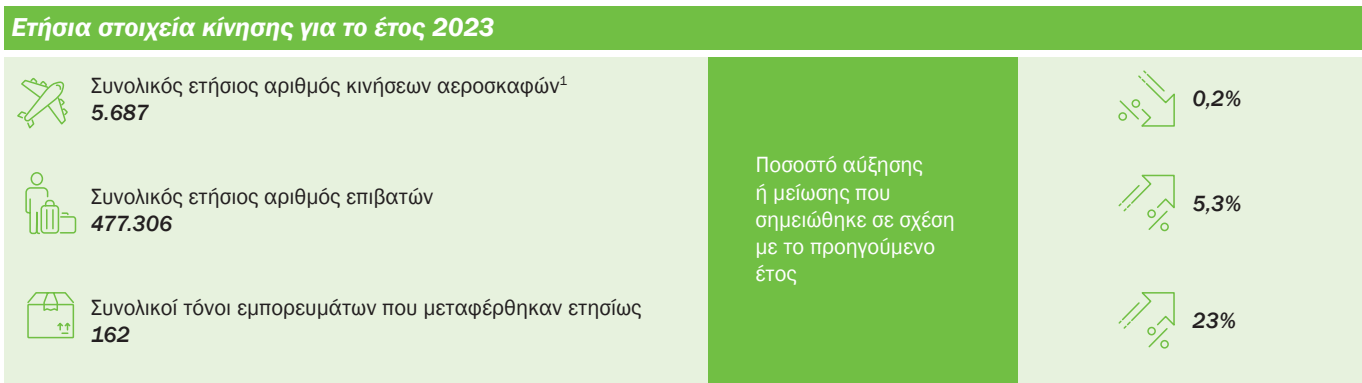 Ετήσια στοιχεία κίνησης για το έτος 2023
Συνολικός ετήσιος αριθμός κινήσεων αεροσκαφών¹
5.687
0,2%
Συνολικός ετήσιος αριθμός επιβατών
477.306
Ποσοστό αύξησης
ή μείωσης που
σημειώθηκε σε σχέση
με το προηγούμενο
έτος
5,3%
Συνολικοί τόνοι εμπορευμάτων που μεταφέρθηκαν ετησίως
162
23%